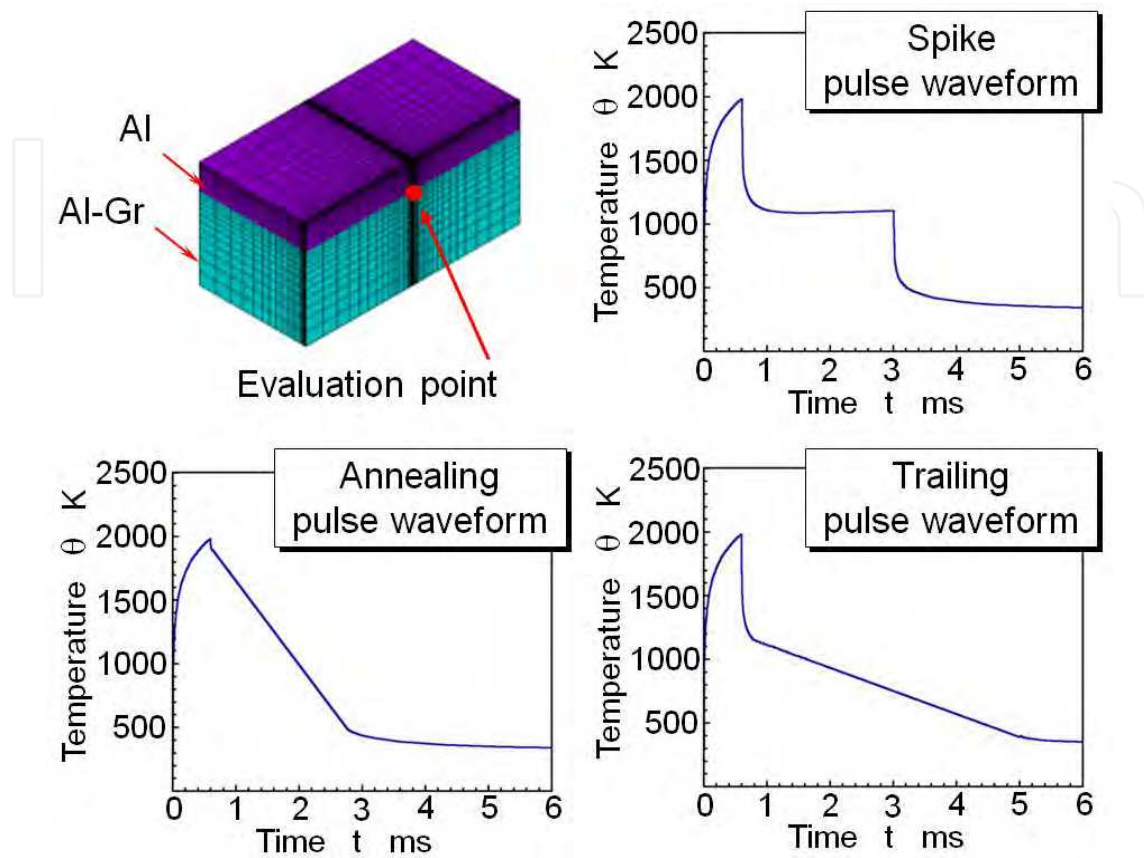 Al
Al-Gr
Evaluation point
Spike
pulse waveform
Temperature θ K
2500
2000
1500
1000
500
0 1 2 3 4 5 6
Time t ms
Annealing
pulse waveform
Temperature θ K
2500
2000
1500
1000
500
0 1 2 3 4 5 6
Time t ms
Trailing
pulse waveform
Temperature θ K
2500
2000
1500
1000
500
0 1 2 3 4 5 6
Time t ms